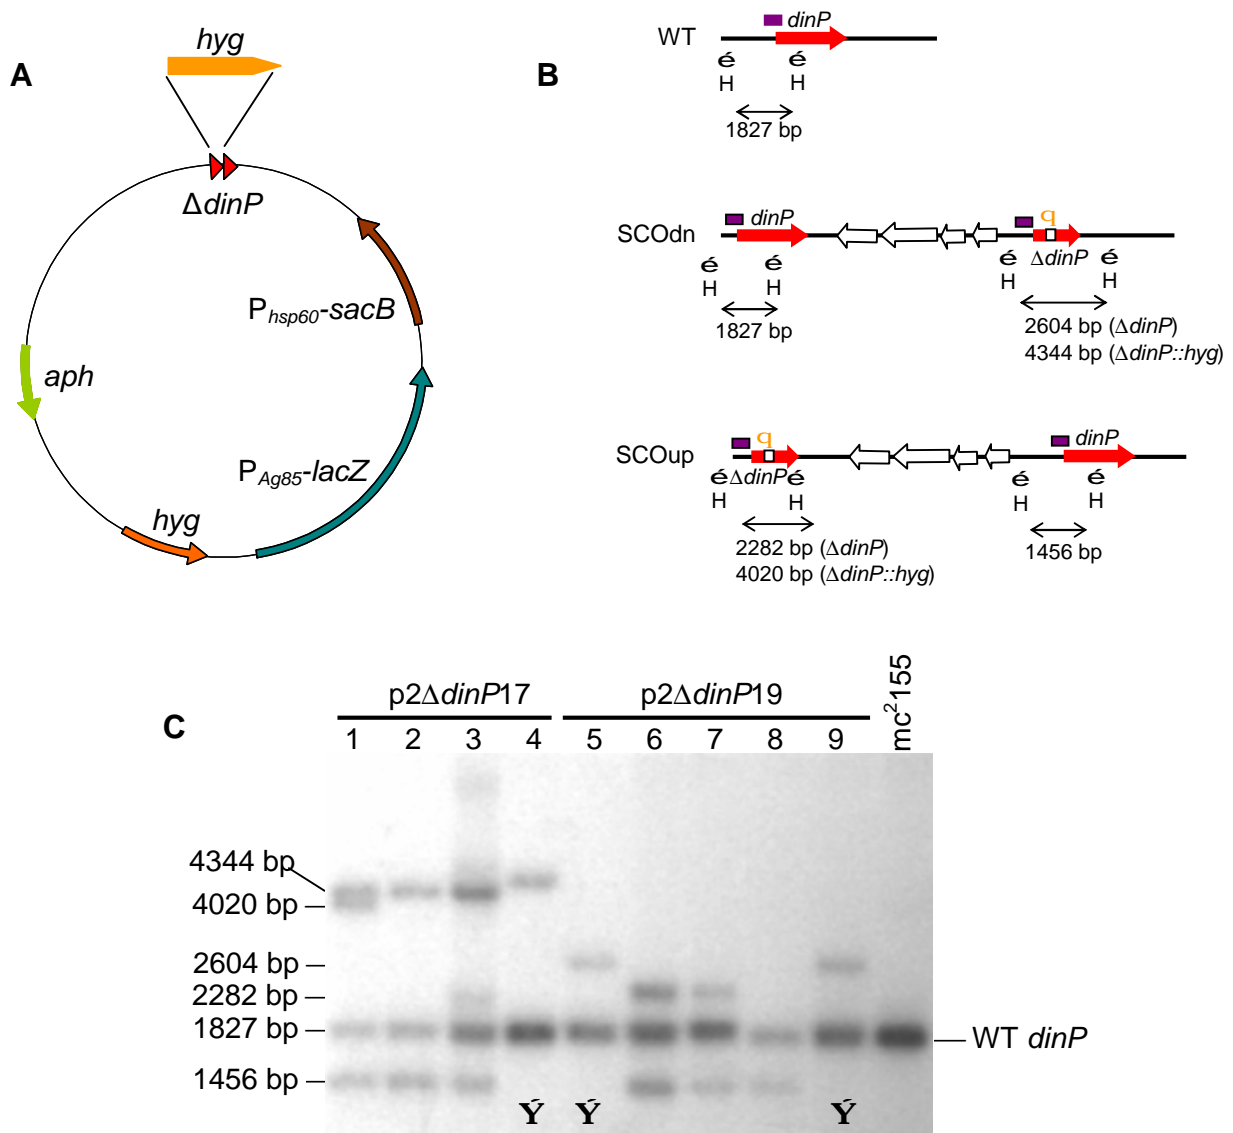 A
hyg
ΔdinP
P_hsp60-sacB
aph
P_Ag85-lacZ
hyg
B
WT
dinP
é é
H H
1827 bp
SCOdn
dinP
q
ΔdinP
é é é é
H H H H
1827 bp
2604 bp (ΔdinP)
4344 bp (ΔdinP::hyg)
SCOup
q
dinP
ΔdinP
é é é é
H H H H
2282 bp (ΔdinP)
4020 bp (ΔdinP::hyg)
1456 bp
C
p2ΔdinP17 p2ΔdinP19 mc²155
1 2 3 4 5 6 7 8 9
4344 bp
4020 bp
2604 bp
2282 bp
1827 bp
1456 bp
WT dinP
Ý Ý Ý